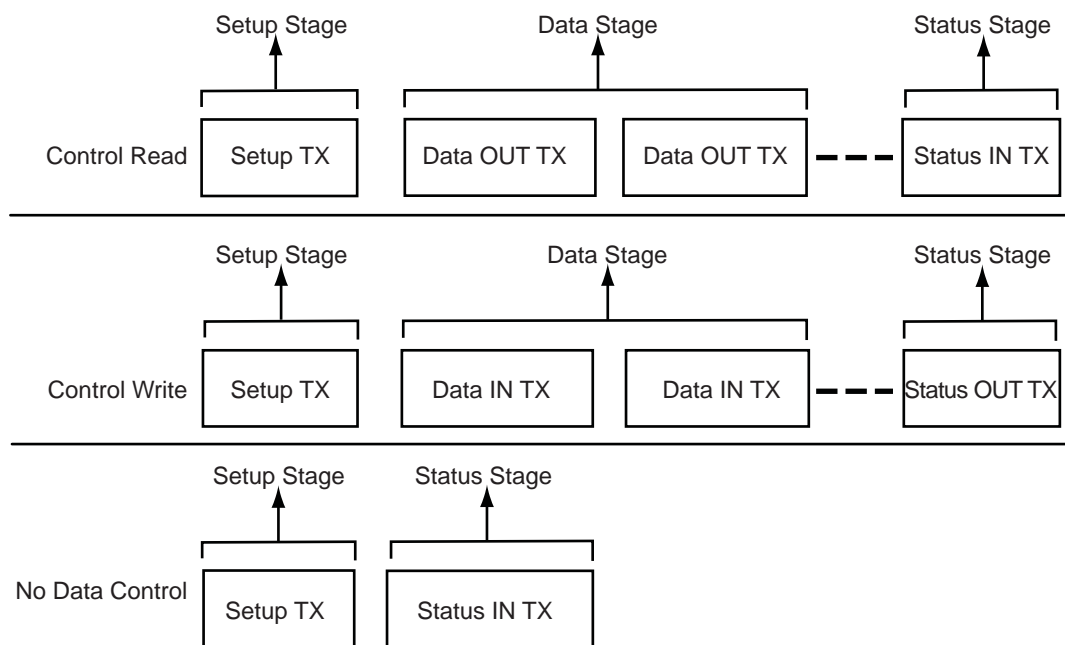 Setup Stage Data Stage Status Stage
Control Read Setup TX Data OUT TX Data OUT TX Status IN TX
Setup Stage Data Stage Status Stage
Control Write Setup TX Data IN TX Data IN TX Status OUT TX
Setup Stage Status Stage
No Data Control Setup TX Status IN TX